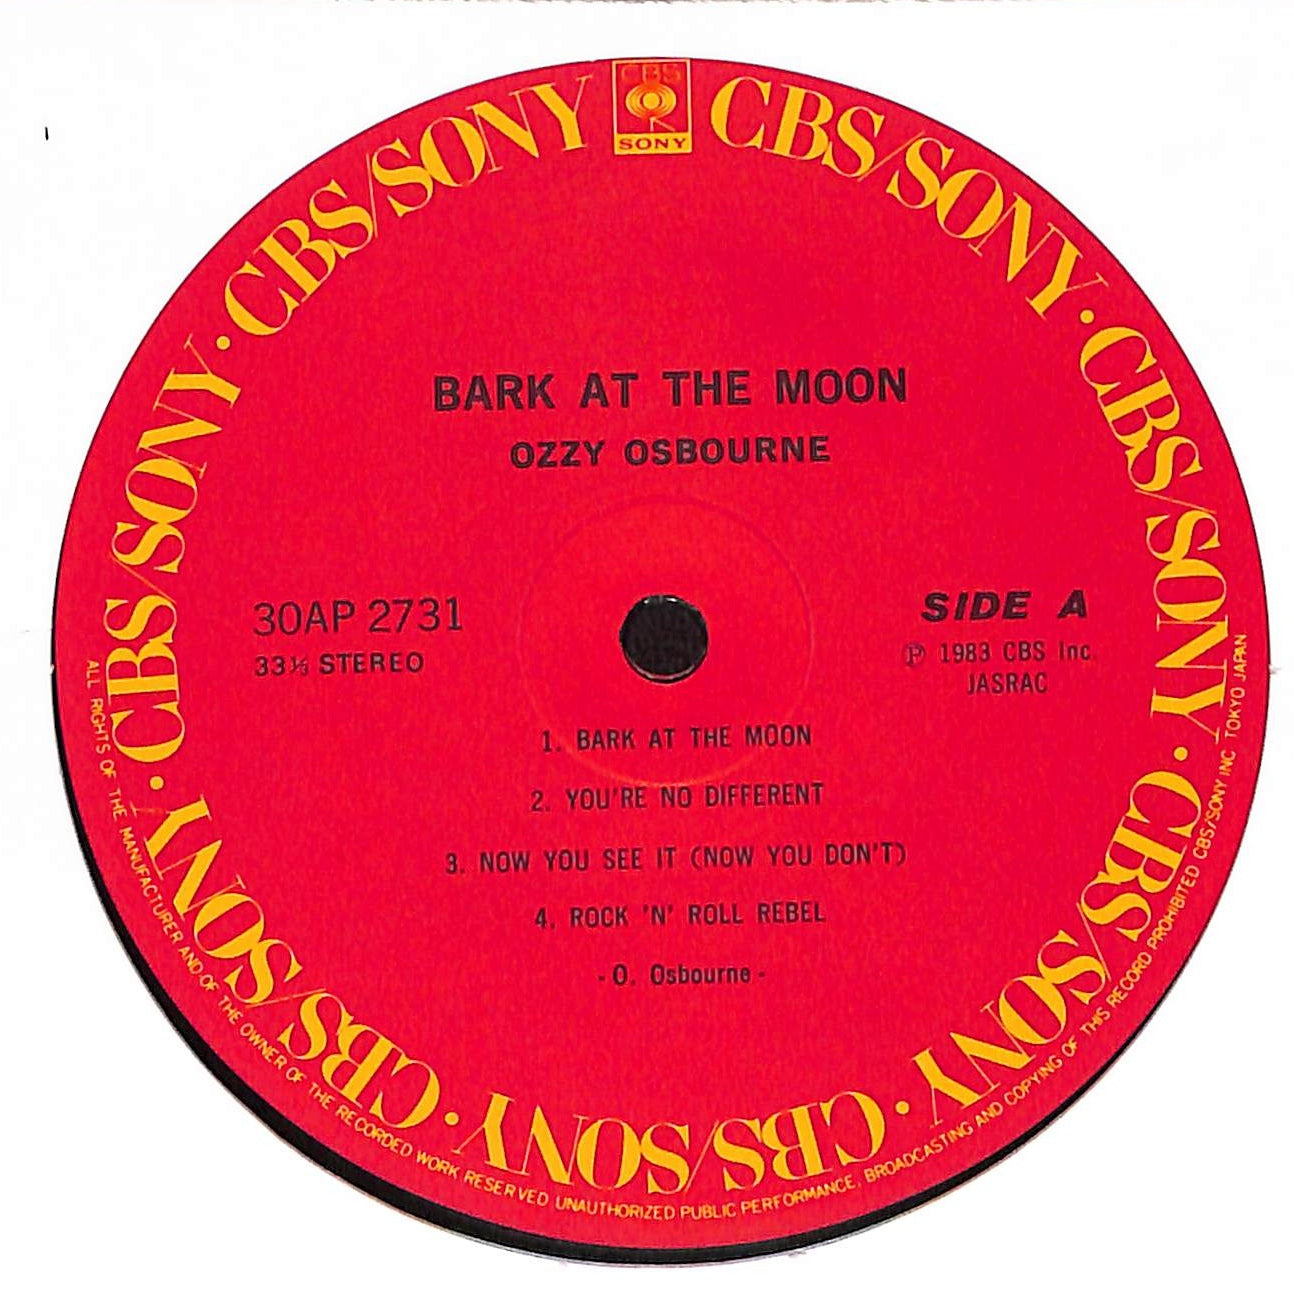 CBS
SONY
CBS/SONY · CBS/SONY · CBS/SONY · CBS/SONY · CBS/SONY · CBS/SONY · CBS/SONY
BARK AT THE MOON
OZZY OSBOURNE
30AP 2731
33⅓ STEREO
SIDE A
Ⓟ 1983 CBS Inc.
JASRAC
1. BARK AT THE MOON
2. YOU'RE NO DIFFERENT
3. NOW YOU SEE IT (NOW YOU DON'T)
4. ROCK 'N' ROLL REBEL
- O. Osbourne -
ALL RIGHTS OF THE MANUFACTURER AND OF THE OWNER OF THE RECORDED WORK RESERVED UNAUTHORIZED PUBLIC PERFORMANCE, BROADCASTING AND COPYING OF THIS RECORD PROHIBITED CBS/SONY INC TOKYO JAPAN